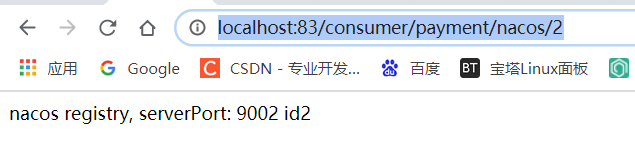 localhost:83/consumer/payment/nacos/2
应用 Google CSDN - 专业开发... 百度 BT 宝塔Linux面板
nacos registry, serverPort: 9002 id2